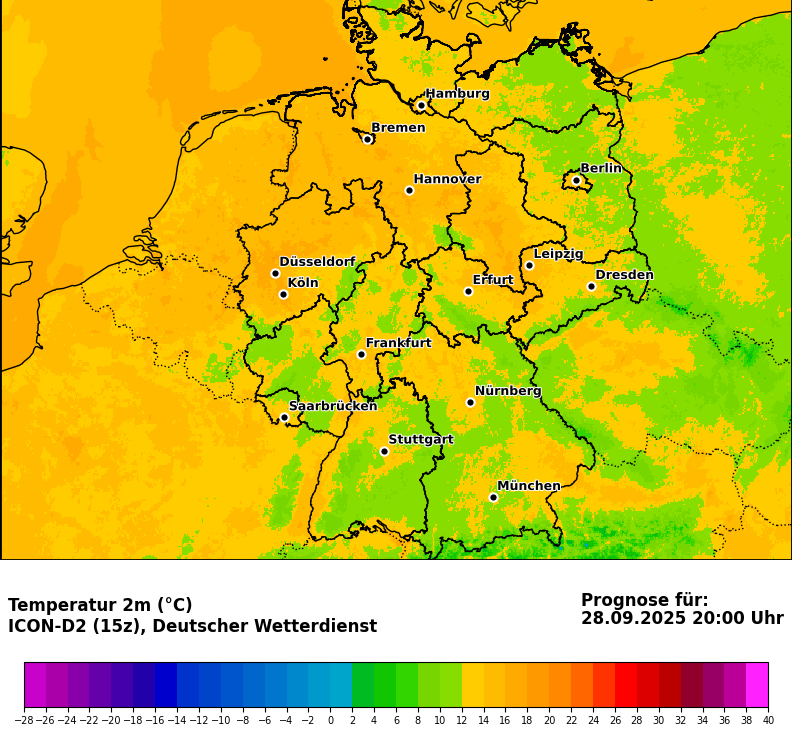 Hamburg
Bremen
Berlin
Hannover
Leipzig
Düsseldorf
Dresden
Köln
Erfurt
Frankfurt
Nürnberg
Saarbrücken
Stuttgart
München
Temperatur 2m (°C)
ICON-D2 (15z), Deutscher Wetterdienst
Prognose für:
28.09.2025 20:00 Uhr
−28 −26 −24 −22 −20 −18 −16 −14 −12 −10 −8 −6 −4 −2 0 2 4 6 8 10 12 14 16 18 20 22 24 26 28 30 32 34 36 38 40